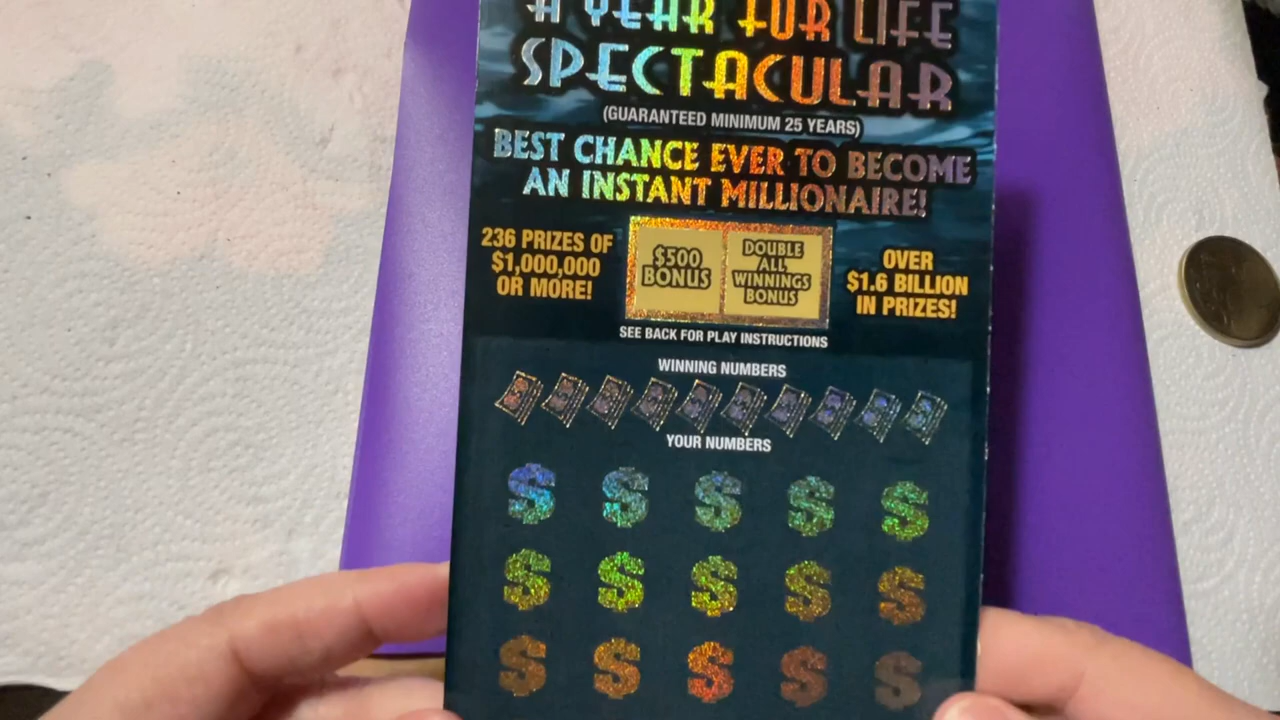 A YEAR FOR LIFE
SPECTACULAR
(GUARANTEED MINIMUM 25 YEARS)
BEST CHANCE EVER TO BECOME
AN INSTANT MILLIONAIRE!
236 PRIZES OF
$1,000,000
OR MORE!
$500
BONUS
DOUBLE
ALL
WINNINGS
BONUS
OVER
$1.6 BILLION
IN PRIZES!
SEE BACK FOR PLAY INSTRUCTIONS
WINNING NUMBERS
YOUR NUMBERS
$ $ $ $ $
$ $ $ $ $
$ $ $ $ $